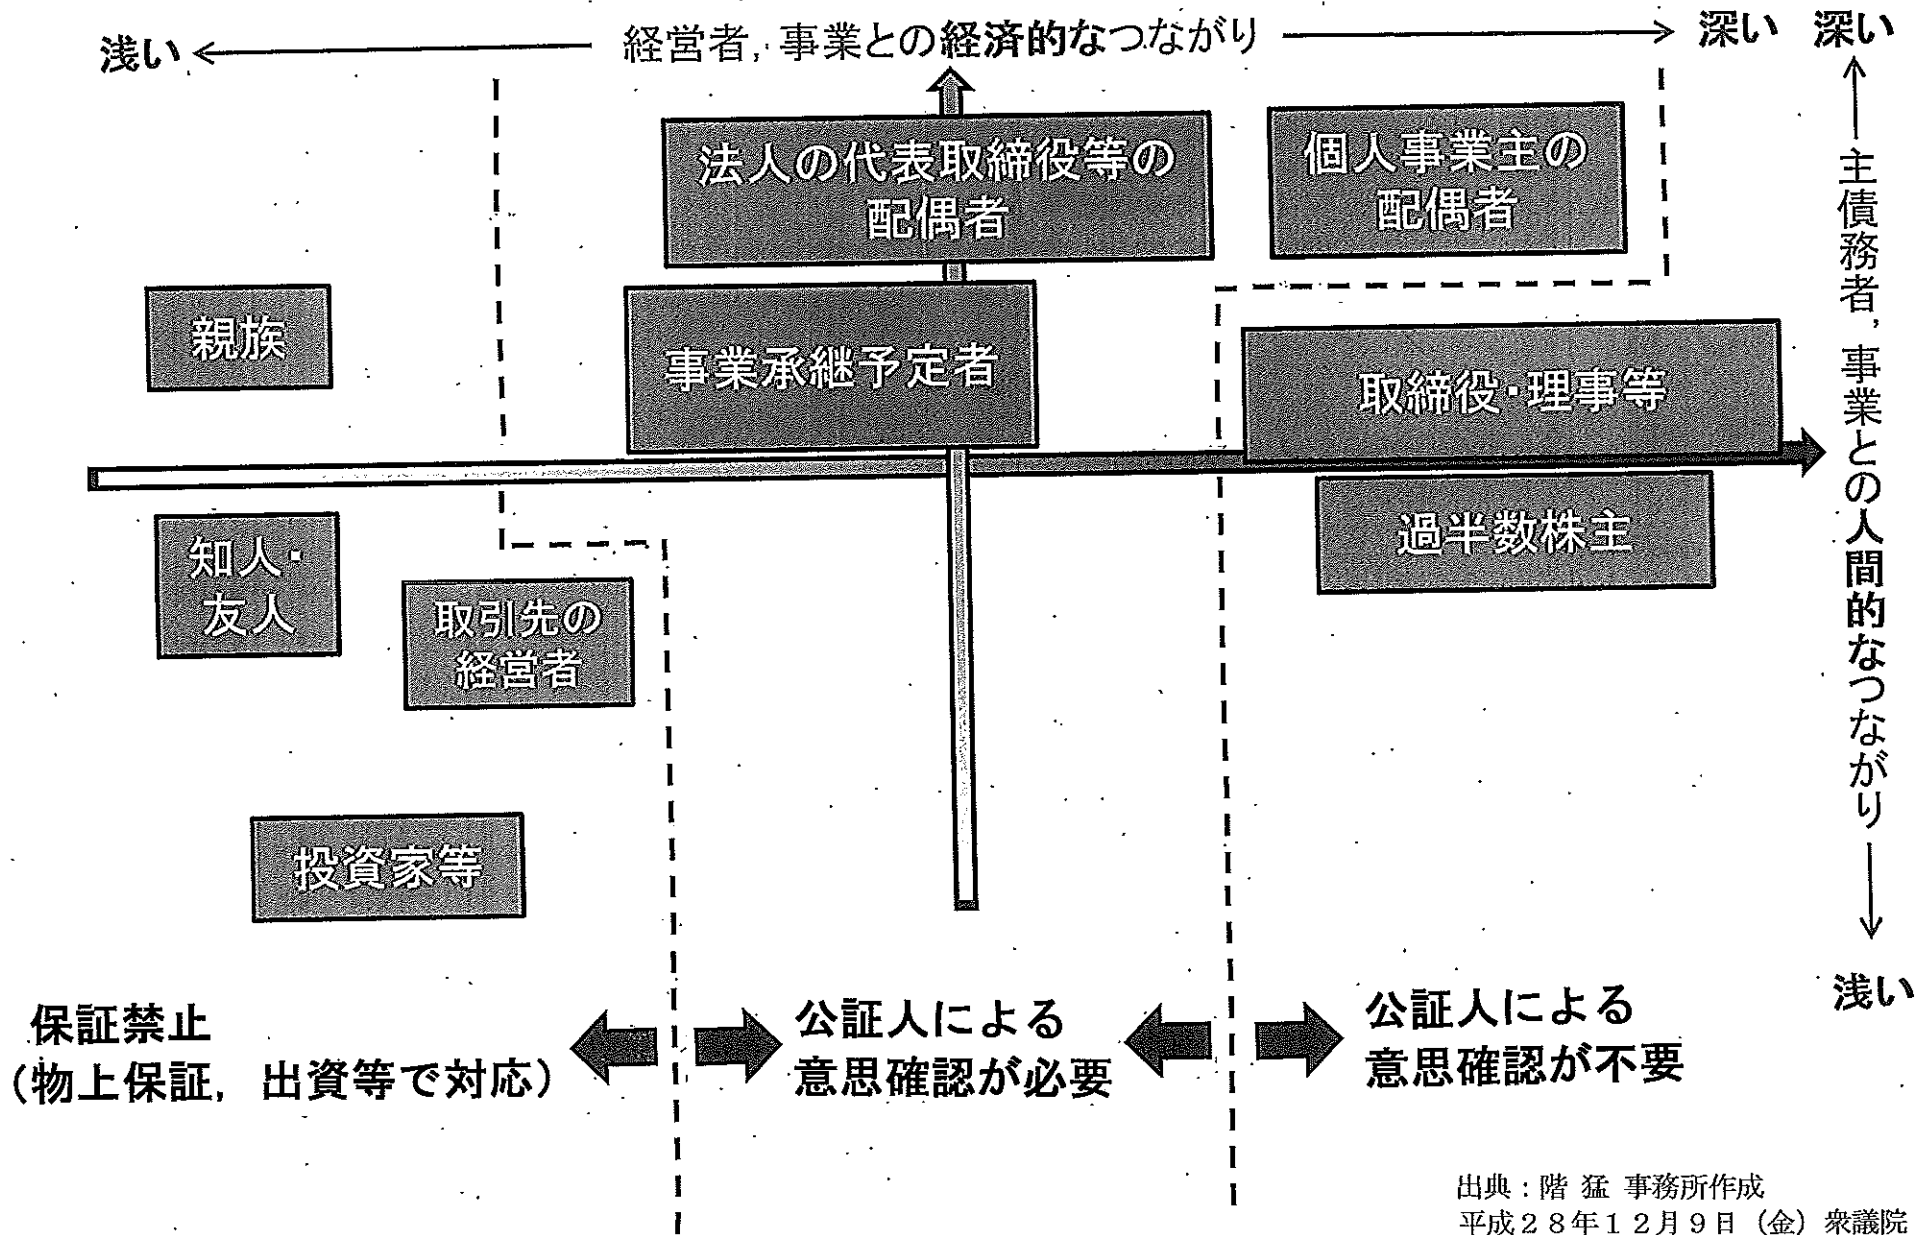 浅い ← 経営者，事業との経済的なつながり → 深い
深い
主債務者，事業との人間的なつながり
浅い
法人の代表取締役等の
配偶者
個人事業主の
配偶者
親族
事業承継予定者
取締役・理事等
知人・
友人
取引先の
経営者
過半数株主
投資家等
保証禁止
（物上保証，出資等で対応）
公証人による
意思確認が必要
公証人による
意思確認が不要
出典：階 猛 事務所作成
平成２８年１２月９日（金）衆議院